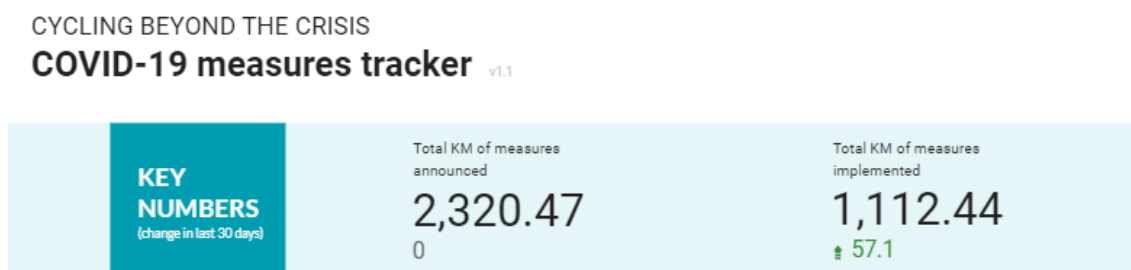 CYCLING BEYOND THE CRISIS
COVID-19 measures tracker v1.1
KEY
NUMBERS
(change in last 30 days)
Total KM of measures
announced
2,320.47
0
Total KM of measures
implemented
1,112.44
57.1